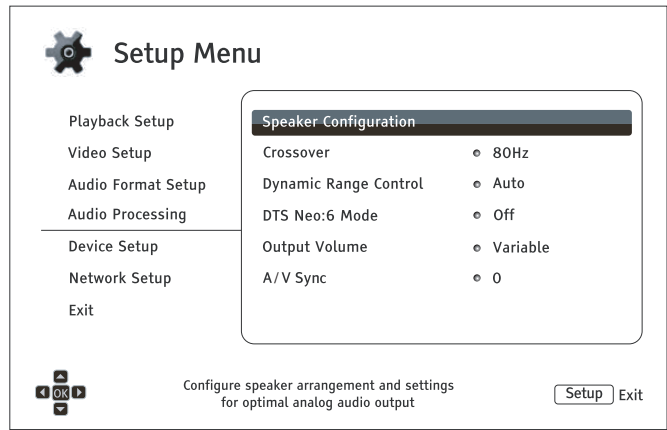 Setup Menu
Playback Setup
Video Setup
Audio Format Setup
Audio Processing
Device Setup
Network Setup
Exit
Speaker Configuration
Crossover 80Hz
Dynamic Range Control Auto
DTS Neo:6 Mode Off
Output Volume Variable
A/V Sync 0
OK
Configure speaker arrangement and settings
for optimal analog audio output
Setup Exit